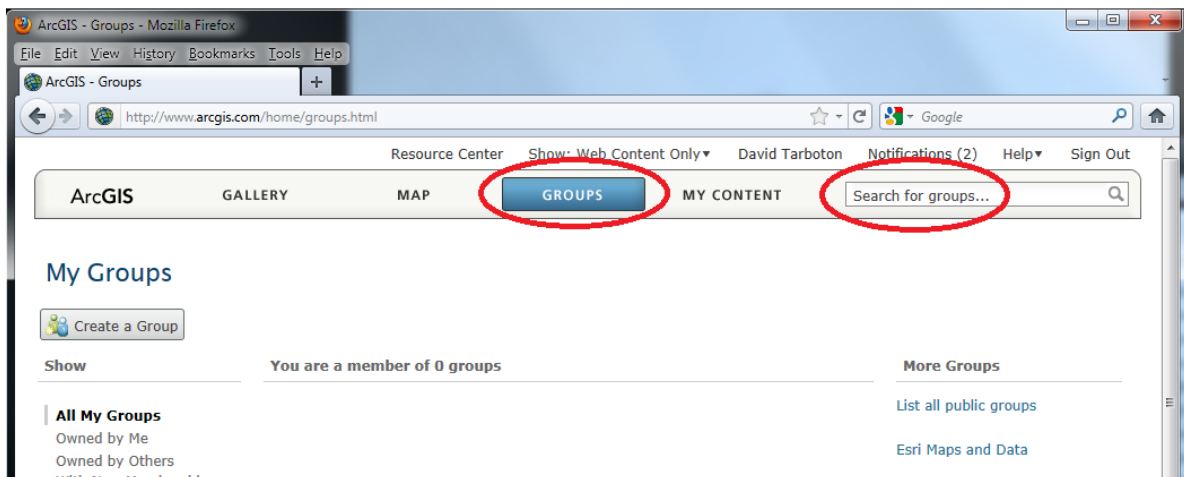 ArcGIS - Groups - Mozilla Firefox
File Edit View History Bookmarks Tools Help
ArcGIS - Groups
http://www.arcgis.com/home/groups.html
Google
Resource Center Show: Web Content Only David Tarboton Notifications (2) Help Sign Out
ArcGIS GALLERY MAP GROUPS MY CONTENT Search for groups...
My Groups
Create a Group
Show You are a member of 0 groups More Groups
All My Groups List all public groups
Owned by Me
Owned by Others Esri Maps and Data